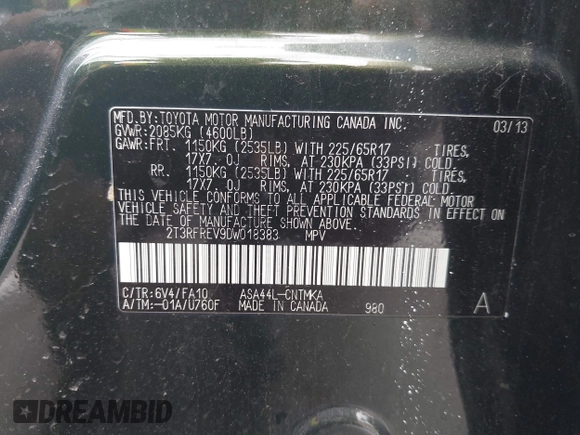 MFD.BY:TOYOTA MOTOR MANUFACTURING CANADA INC. 03/13
GVWR:2085KG (4600LB)
GAWR:FRT. 1150KG (2535LB) WITH 225/65R17 TIRES,
17X7.0J RIMS, AT 230KPA (33PSI) COLD.
RR. 1150KG (2535LB) WITH 225/65R17 TIRES,
17X7.0J RIMS, AT 230KPA (33PSI) COLD.
THIS VEHICLE CONFORMS TO ALL APPLICABLE FEDERAL MOTOR
VEHICLE SAFETY AND THEFT PREVENTION STANDARDS IN EFFECT ON
THE DATE OF MANUFACTURE SHOWN ABOVE.
2T3RFREV9DW018383 MPV
C/TR:6V4/FA10 ASA44L-CNTMKA
A/TM:-01A/U760F MADE IN CANADA 980 A
DREAMBID